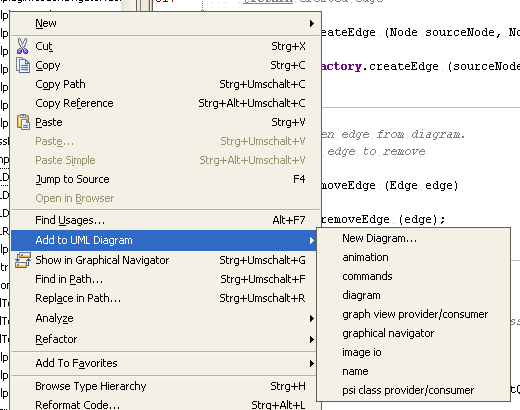 New
Cut Strg+X
Copy Strg+C
Copy Path Strg+Umschalt+C
Copy Reference Strg+Alt+Umschalt+C
Paste Strg+V
Paste... Strg+Umschalt+V
Paste Simple Strg+Alt+Umschalt+V
Jump to Source F4
Open in Browser
Find Usages... Alt+F7
Add to UML Diagram
Show in Graphical Navigator Strg+Umschalt+G
Find in Path... Strg+Umschalt+F
Replace in Path... Strg+Umschalt+R
Analyze
Refactor
Add To Favorites
Browse Type Hierarchy Strg+H
Reformat Code... Strg+Alt+L
New Diagram...
animation
commands
diagram
graph view provider/consumer
graphical navigator
image io
name
psi class provider/consumer
createEdge (Node sourceNode, No
actory.createEdge (sourceNo
en edge from diagram.
edge to remove
moveEdge (Edge edge)
removeEdge (edge);